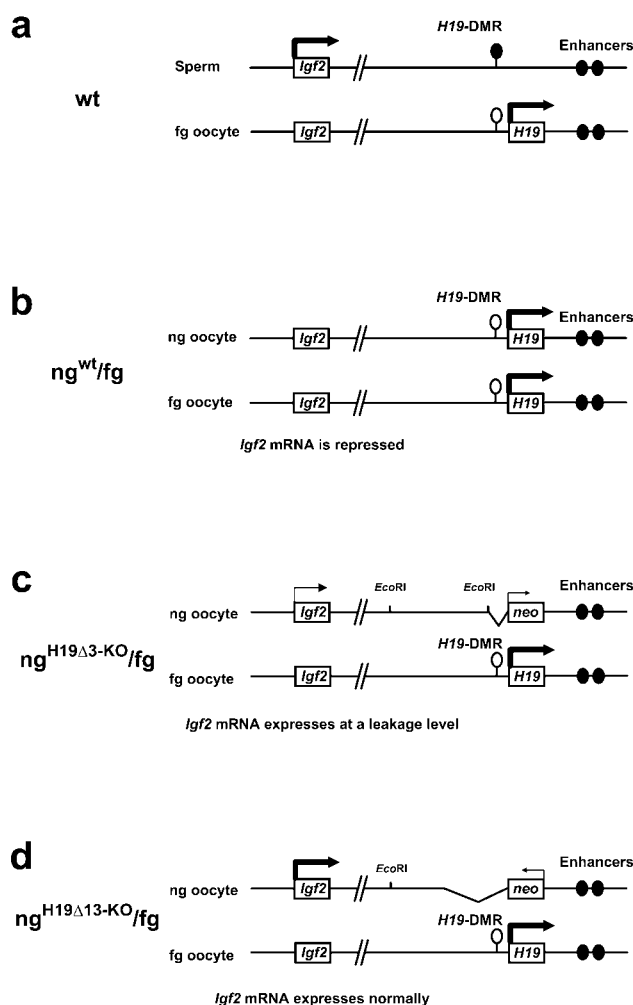 a
H19-DMR
Enhancers
Sperm
Igf2
wt
fg oocyte
Igf2
H19
b
H19-DMR
Enhancers
ng oocyte
Igf2
H19
ngwt/fg
fg oocyte
Igf2
H19
Igf2 mRNA is repressed
c
EcoRI
EcoRI
Enhancers
ng oocyte
Igf2
neo
H19-DMR
ngH19Δ3-KO/fg
fg oocyte
Igf2
H19
Igf2 mRNA expresses at a leakage level
d
EcoRI
Enhancers
ng oocyte
Igf2
neo
H19-DMR
ngH19Δ13-KO/fg
fg oocyte
Igf2
H19
Igf2 mRNA expresses normally